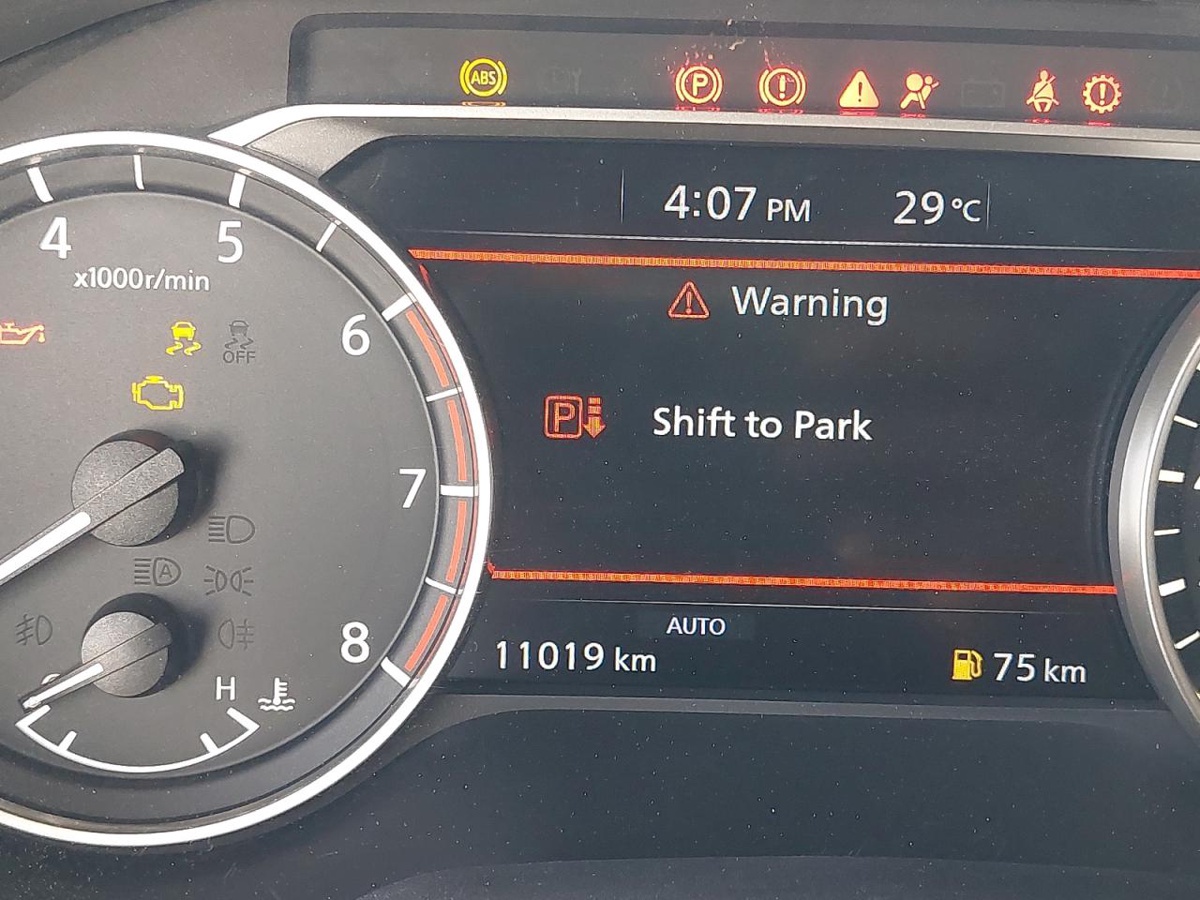 ABS
P
4:07 PM 29°C
4 5
x1000r/min
Warning
6
OFF
P Shift to Park
7
A
AUTO
8
11019 km 75 km
H